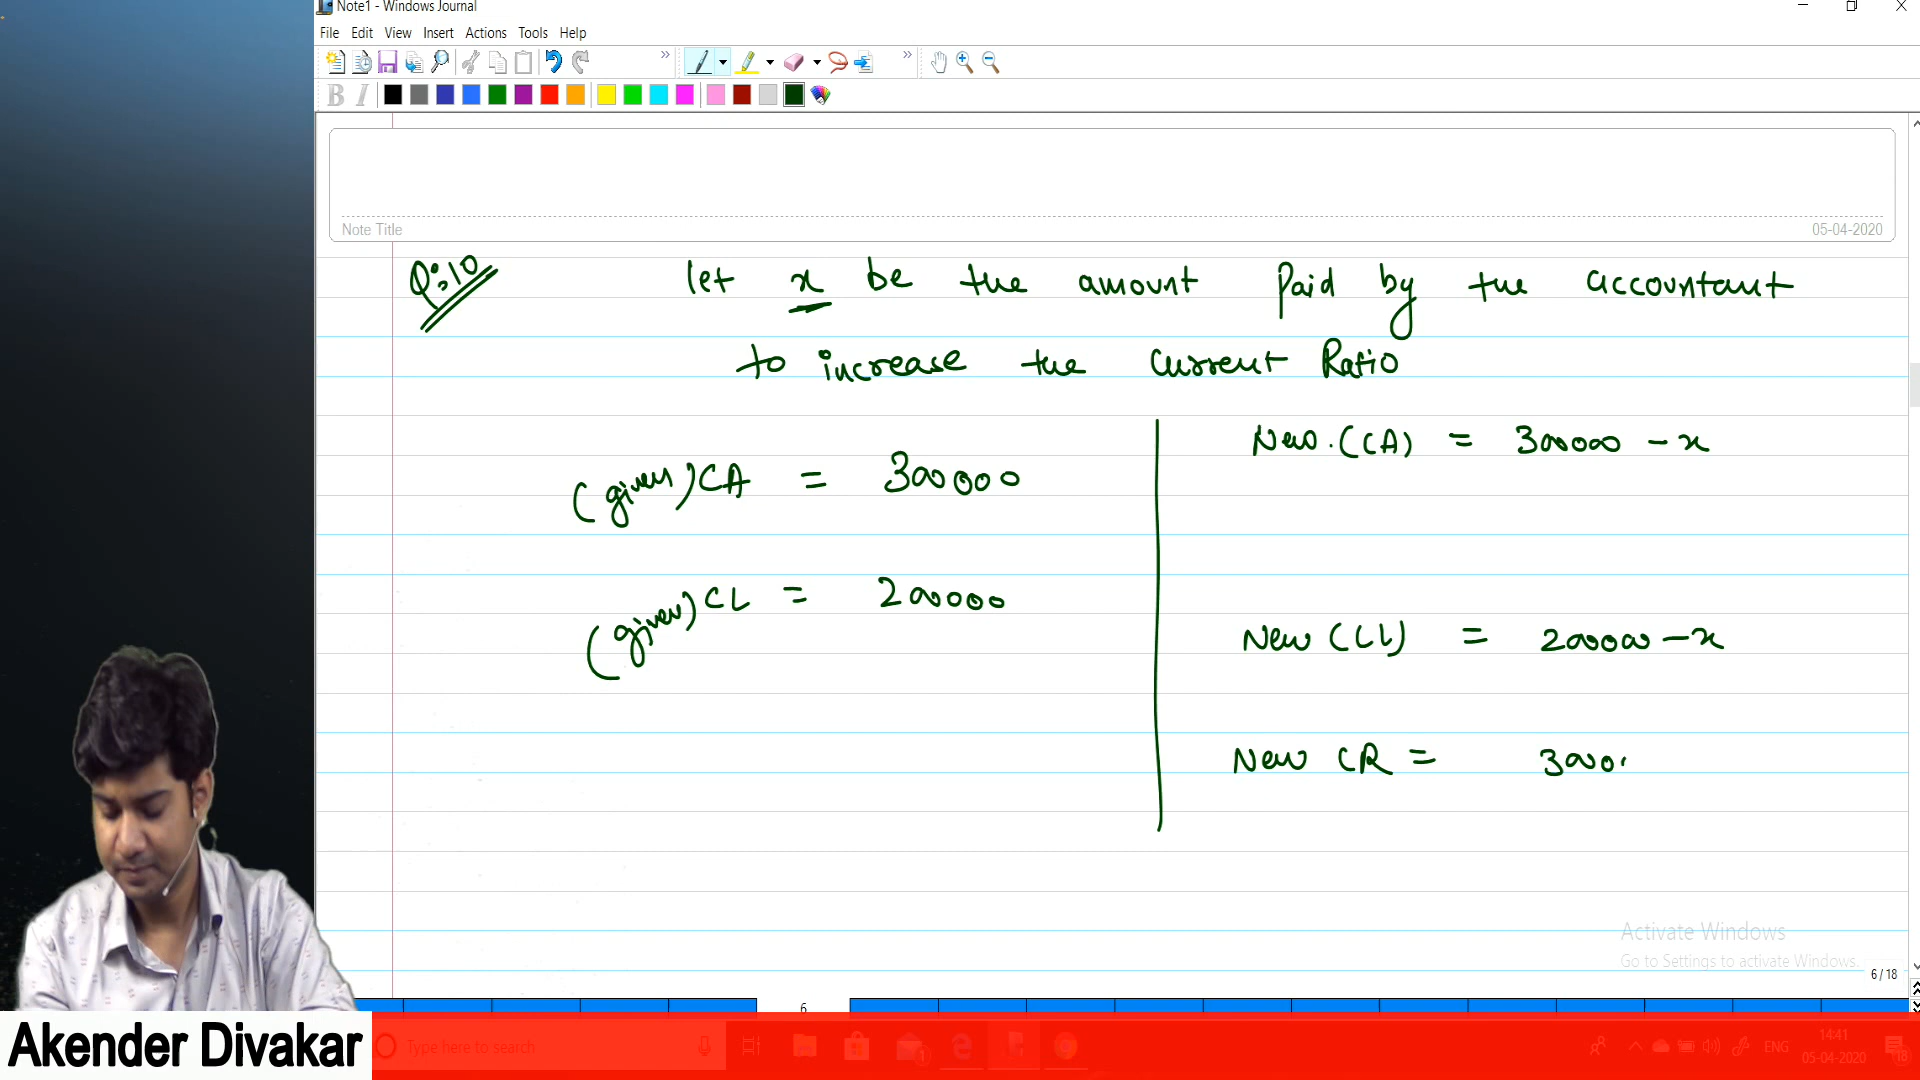 Note1 - Windows Journal
File Edit View Insert Actions Tools Help
B I
Note Title
05-04-2020
Q:10 let x be the amount Paid by the accountant
to increase the Current Ratio
(given) CA = 300000
New. (CA) = 300000 - x
(given) CL = 200000
New (CL) = 200000 - x
New CR = 3000
Activate Windows
Go to Settings to activate Windows.
6 / 18
6
Akender Divakar
Type here to search
ENG
14:41
05-04-2020
18